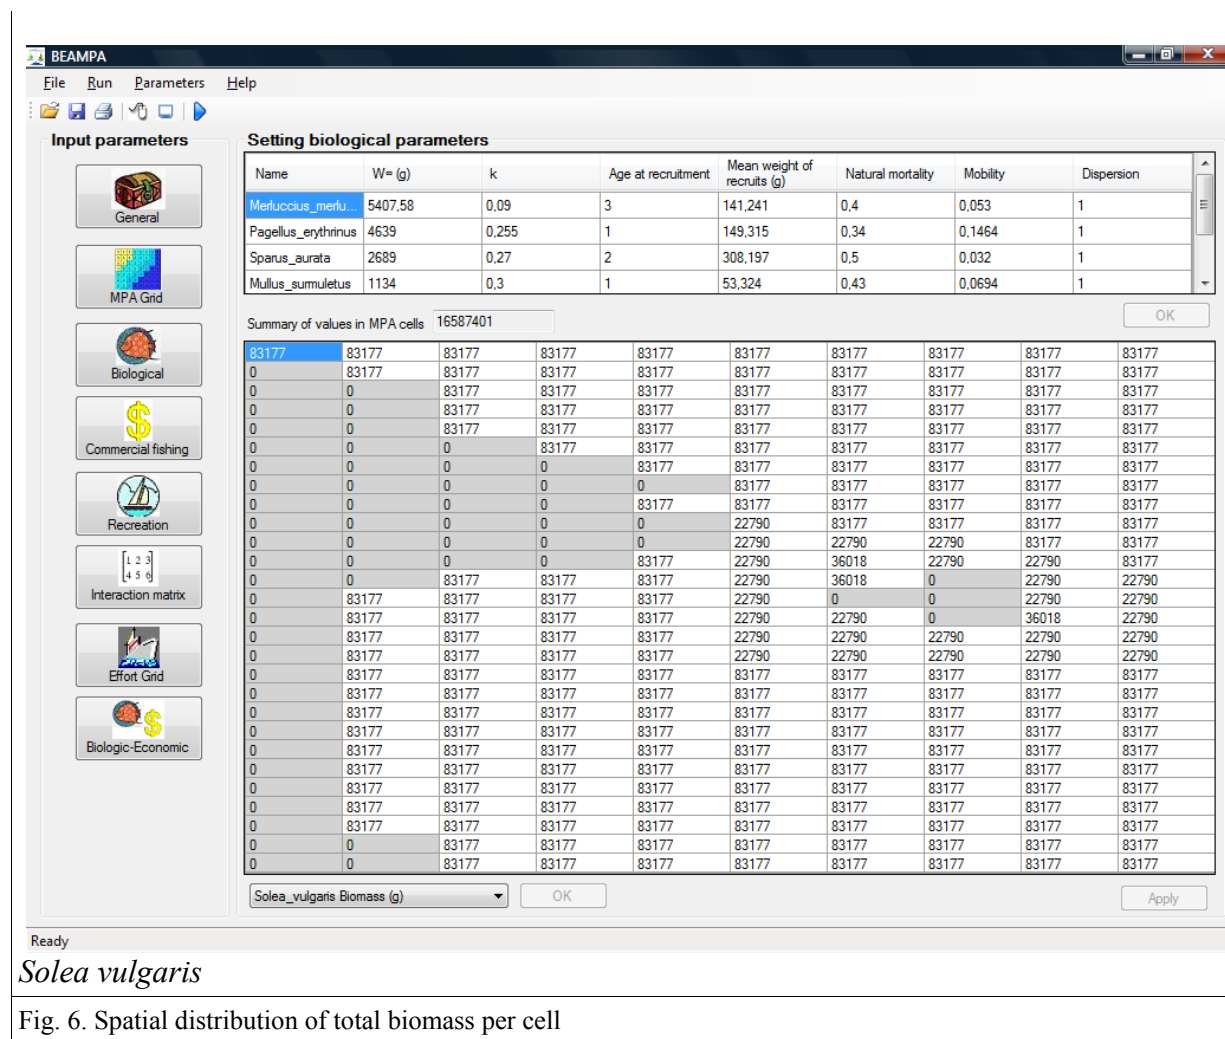 BEAMPA
File Run Parameters Help
Input parameters
General
MPA Grid
Biological
Commercial fishing
Recreation
1 2 3
4 5 6
Interaction matrix
Effort Grid
Biologic-Economic
Setting biological parameters
Name W∞ (g) k Age at recruitment Mean weight of recruits (g) Natural mortality Mobility Dispersion
Merluccius_merlu... 5407,58 0,09 3 141,241 0,4 0,053 1
Pagellus_erythrinus 4639 0,255 1 149,315 0,34 0,1464 1
Sparus_aurata 2689 0,27 2 308,197 0,5 0,032 1
Mullus_surmuletus 1134 0,3 1 53,324 0,43 0,0694 1
Summary of values in MPA cells 16587401 OK
83177 83177 83177 83177 83177 83177 83177 83177 83177 83177
0 83177 83177 83177 83177 83177 83177 83177 83177 83177
0 0 83177 83177 83177 83177 83177 83177 83177 83177
0 0 83177 83177 83177 83177 83177 83177 83177 83177
0 0 83177 83177 83177 83177 83177 83177 83177 83177
0 0 0 83177 83177 83177 83177 83177 83177 83177
0 0 0 0 83177 83177 83177 83177 83177 83177
0 0 0 0 0 83177 83177 83177 83177 83177
0 0 0 0 83177 83177 83177 83177 83177 83177
0 0 0 0 0 22790 83177 83177 83177 83177
0 0 0 0 0 22790 22790 22790 83177 83177
0 0 0 0 83177 22790 36018 22790 22790 83177
0 0 83177 83177 83177 22790 36018 0 22790 22790
0 83177 83177 83177 83177 22790 0 0 22790 22790
0 83177 83177 83177 83177 22790 22790 0 36018 22790
0 83177 83177 83177 83177 22790 22790 22790 22790 22790
0 83177 83177 83177 83177 22790 22790 22790 22790 22790
0 83177 83177 83177 83177 83177 83177 83177 83177 83177
0 83177 83177 83177 83177 83177 83177 83177 83177 83177
0 83177 83177 83177 83177 83177 83177 83177 83177 83177
0 83177 83177 83177 83177 83177 83177 83177 83177 83177
0 83177 83177 83177 83177 83177 83177 83177 83177 83177
0 83177 83177 83177 83177 83177 83177 83177 83177 83177
0 83177 83177 83177 83177 83177 83177 83177 83177 83177
0 83177 83177 83177 83177 83177 83177 83177 83177 83177
0 83177 83177 83177 83177 83177 83177 83177 83177 83177
0 0 83177 83177 83177 83177 83177 83177 83177 83177
0 0 83177 83177 83177 83177 83177 83177 83177 83177
Solea_vulgaris Biomass (g) OK Apply
Ready
Solea vulgaris
Fig. 6. Spatial distribution of total biomass per cell